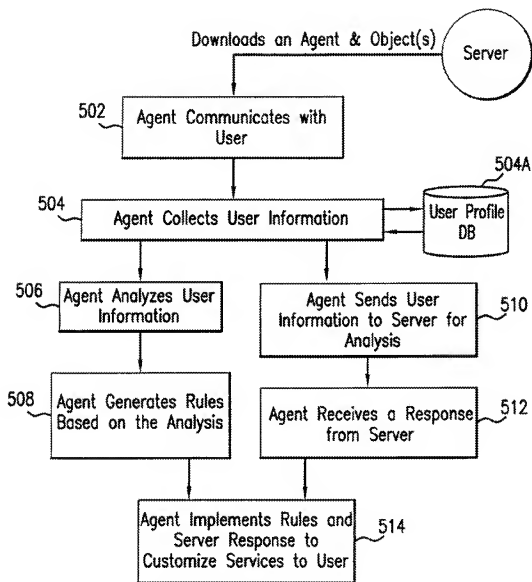 Downloads an Agent & Object(s)
Server
502
Agent Communicates with
User
504A
504
Agent Collects User Information
User Profile
DB
506
Agent Analyzes User
Information
Agent Sends User
Information to Server for
Analysis
510
508
Agent Generates Rules
Based on the Analysis
Agent Receives a Response
from Server
512
Agent Implements Rules and
Server Response to
Customize Services to User
514